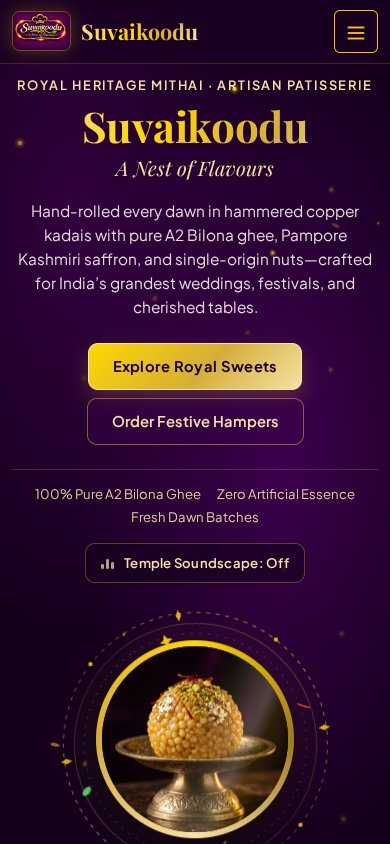 Suvaikoodu
Suvaikoodu
ROYAL HERITAGE MITHAI · ARTISAN PATISSERIE
Suvaikoodu
A Nest of Flavours
Hand-rolled every dawn in hammered copper
kadais with pure A2 Bilona ghee, Pampore
Kashmiri saffron, and single-origin nuts—crafted
for India's grandest weddings, festivals, and
cherished tables.
Explore Royal Sweets
Order Festive Hampers
100% Pure A2 Bilona Ghee Zero Artificial Essence
Fresh Dawn Batches
Temple Soundscape: Off